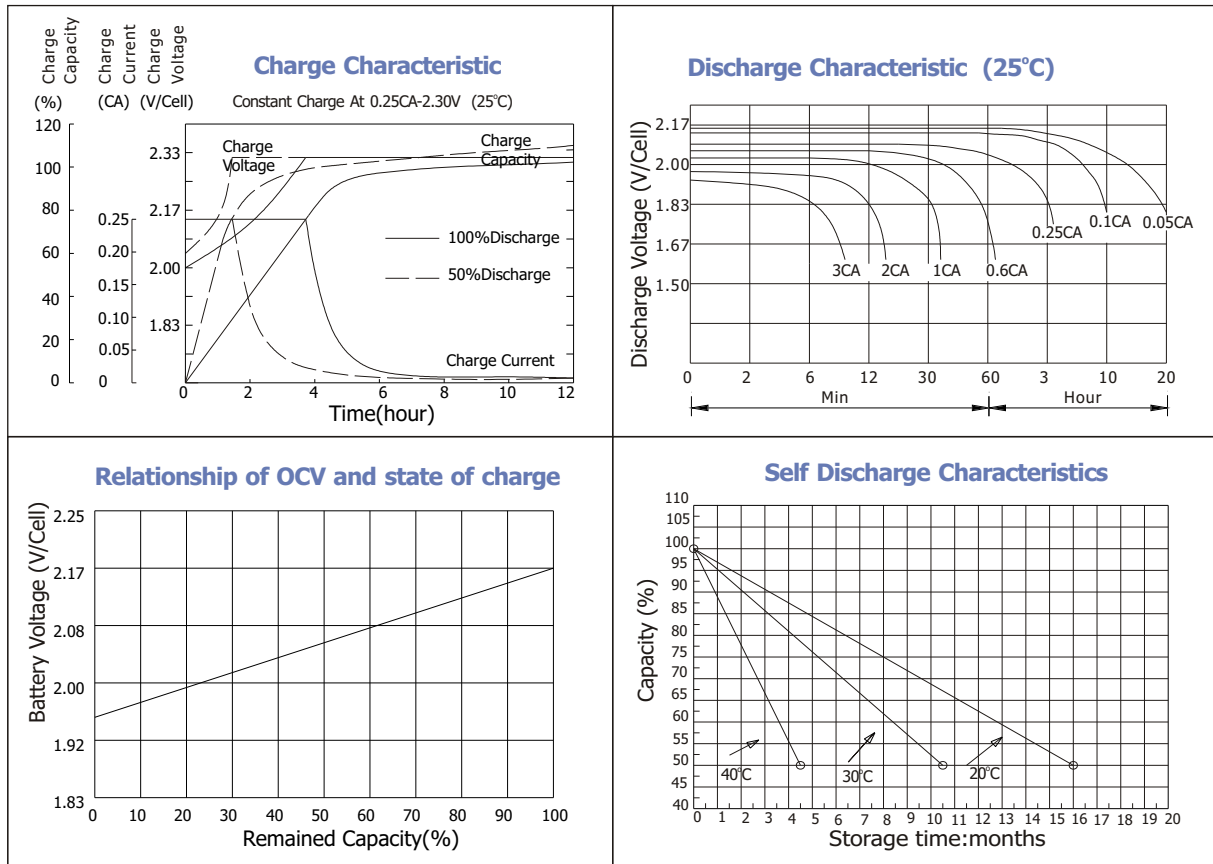 Charge
Capacity
Charge
Current
Charge
Voltage
Charge Characteristic
(%)
(CA)
(V/Cell)
Constant Charge At 0.25CA-2.30V (25°C)
120
100
80
60
40
20
0
0.25
0.20
0.15
0.10
0.05
0
2.33
2.17
2.00
1.83
Charge
Voltage
Charge
Capacity
100%Discharge
50%Discharge
Charge Current
0 2 4 6 8 10 12
Time(hour)
Discharge Characteristic (25°C)
Discharge Voltage (V/Cell)
2.17
2.00
1.83
1.67
1.50
3CA 2CA 1CA 0.6CA 0.25CA 0.1CA 0.05CA
0 2 6 12 30 60 3 10 20
Min Hour
Relationship of OCV and state of charge
Battery Voltage (V/Cell)
2.25
2.17
2.08
2.00
1.92
1.83
0 10 20 30 40 50 60 70 80 90 100
Remained Capacity(%)
Self Discharge Characteristics
Capacity (%)
110
105
100
95
90
85
80
75
70
65
60
55
50
45
40
40°C 30°C 20°C
0 1 2 3 4 5 6 7 8 9 10 11 12 13 14 15 16 17 18 19 20
Storage time:months